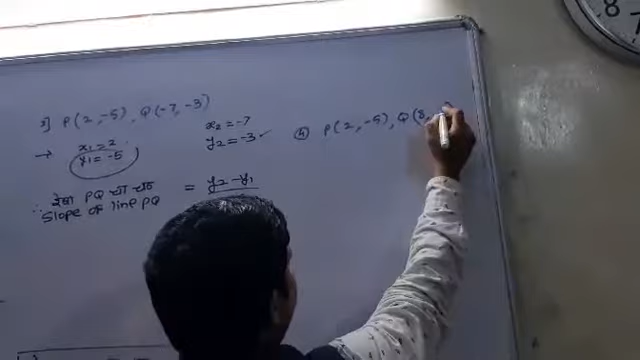 3] P(2,-5), Q(-7,-3)
→ x₁=2
y₁=-5
x₂=-7
y₂=-3
∴ रेषा PQ चा चढ = y₂-y₁
Slope of line PQ
④ P(2,-5), Q(3,